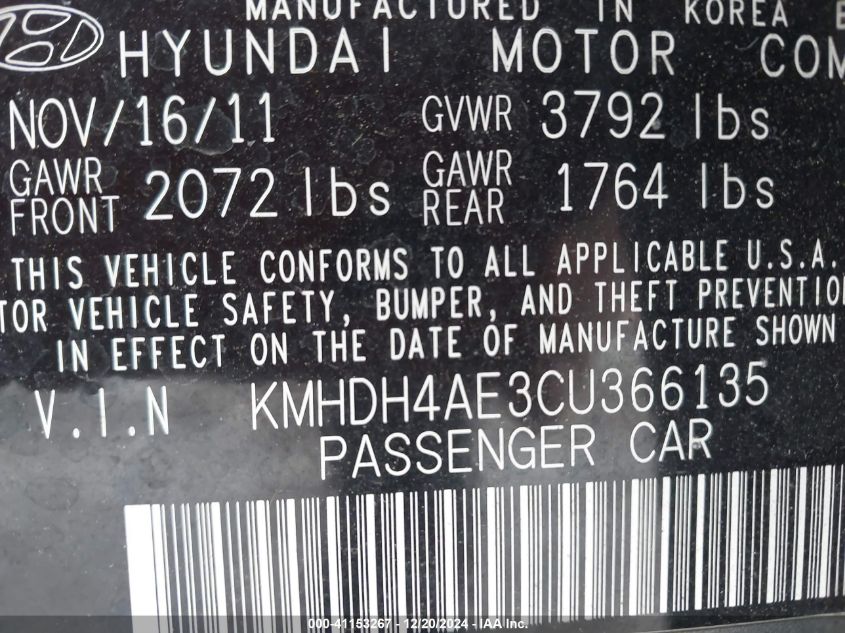 MANUFACTURED IN KOREA
HYUNDAI MOTOR COM
NOV/16/11 GVWR 3792 lbs
GAWR FRONT 2072 lbs GAWR REAR 1764 lbs
THIS VEHICLE CONFORMS TO ALL APPLICABLE U.S.A.
TOR VEHICLE SAFETY, BUMPER, AND THEFT PREVENTIO
IN EFFECT ON THE DATE OF MANUFACTURE SHOWN
V.I.N KMHDH4AE3CU366135
PASSENGER CAR
000-41153267 - 12/20/2024 - IAA Inc.